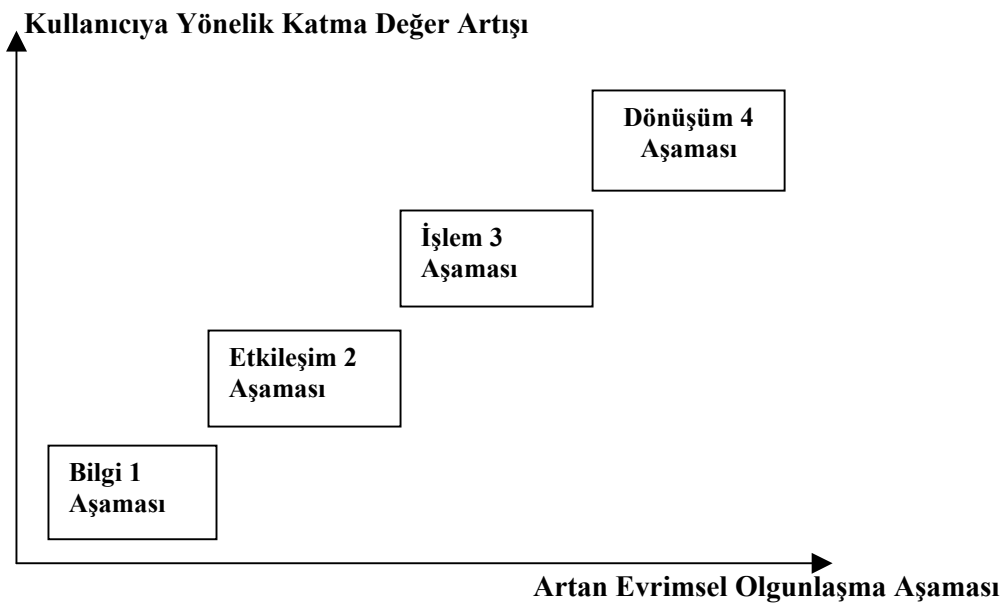 Kullanıcıya Yönelik Katma Değer Artışı
Dönüşüm 4
Aşaması
İşlem 3
Aşaması
Etkileşim 2
Aşaması
Bilgi 1
Aşaması
Artan Evrimsel Olgunlaşma Aşaması